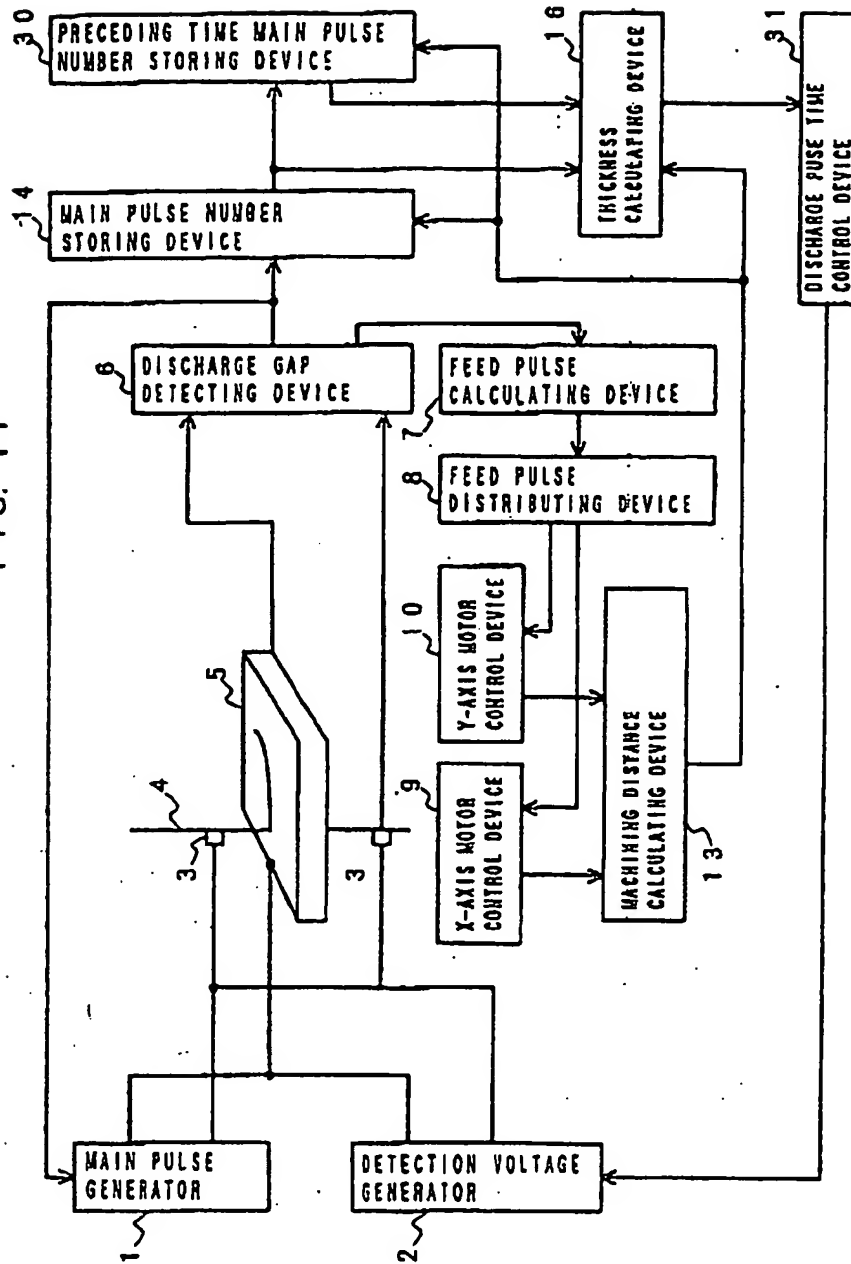 FIG. 11
30
PRECEDING TIME MAIN PULSE
NUMBER STORING DEVICE
14
MAIN PULSE NUMBER
STORING DEVICE
16
THICKNESS
CALCULATING DEVICE
31
DISCHARGE PUSE TIME
CONTROL DEVICE
6
DISCHARGE GAP
DETECTING DEVICE
7
FEED PULSE
CALCULATING DEVICE
8
FEED PULSE
DISTRIBUTING DEVICE
10
Y-AXIS MOTOR
CONTROL DEVICE
9
X-AXIS MOTOR
CONTROL DEVICE
13
MACHINING DISTANCE
CALCULATING DEVICE
5
4
3
3
1
MAIN PULSE
GENERATOR
2
DETECTION VOLTAGE
GENERATOR